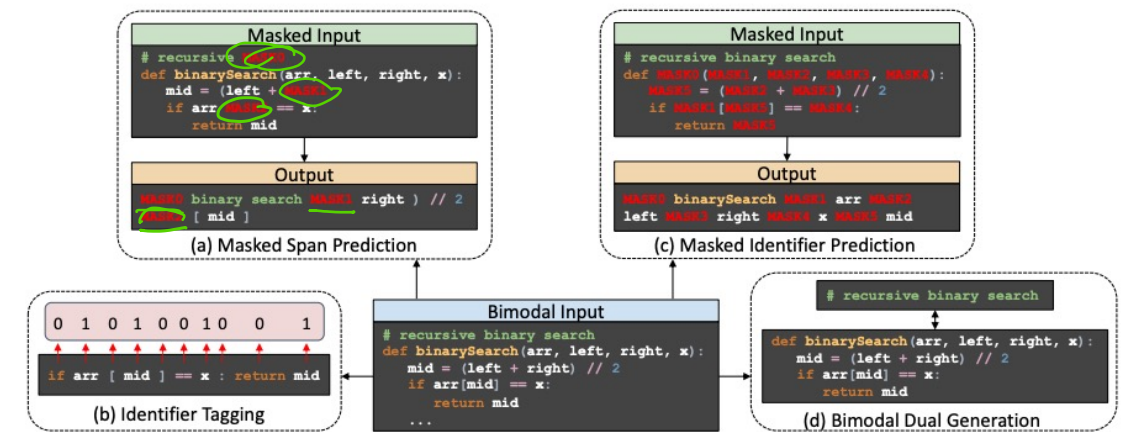 Masked Input
# recursive MASK0
def binarySearch(arr, left, right, x):
mid = (left + MASK1
if arr MASK2 == x:
return mid
Output
MASK0 binary search MASK1 right ) // 2
MASK2 [ mid ]
(a) Masked Span Prediction
Masked Input
# recursive binary search
def MASK0(MASK1, MASK2, MASK3, MASK4):
MASK5 = (MASK2 + MASK3) // 2
if MASK1[MASK5] == MASK4:
return MASK5
Output
MASK0 binarySearch MASK1 arr MASK2
left MASK3 right MASK4 x MASK5 mid
(c) Masked Identifier Prediction
0 1 0 1 0 0 1 0 0 1
if arr [ mid ] == x : return mid
(b) Identifier Tagging
Bimodal Input
# recursive binary search
def binarySearch(arr, left, right, x):
mid = (left + right) // 2
if arr[mid] == x:
return mid
...
# recursive binary search
def binarySearch(arr, left, right, x):
mid = (left + right) // 2
if arr[mid] == x:
return mid
(d) Bimodal Dual Generation